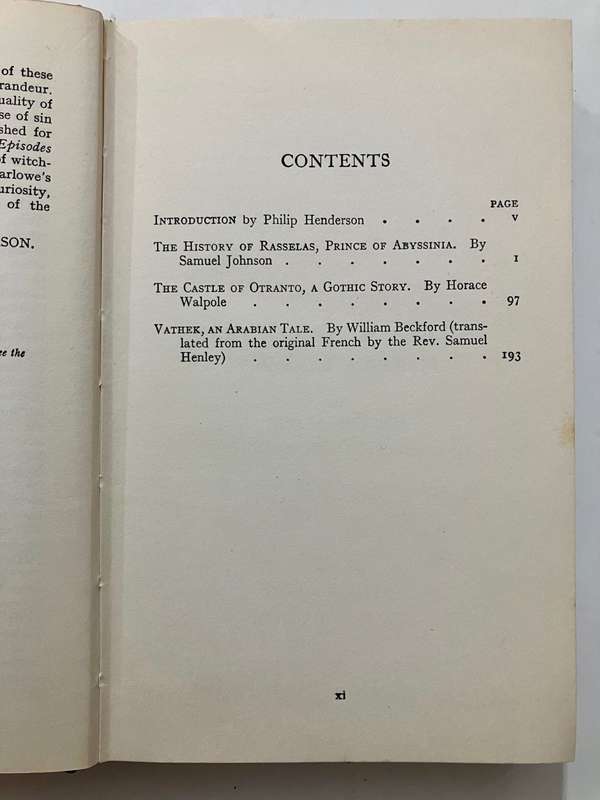 of these
randeur.
uality of
se of sin
shed for
Episodes
f witch-
arlowe's
uriosity,
of the
SON.
ee the
CONTENTS
PAGE
INTRODUCTION by Philip Henderson . . . . v
THE HISTORY OF RASSELAS, PRINCE OF ABYSSINIA. By
Samuel Johnson . . . . . . . 1
THE CASTLE OF OTRANTO, A GOTHIC STORY. By Horace
Walpole . . . . . . . . 97
VATHEK, AN ARABIAN TALE. By William Beckford (trans-
lated from the original French by the Rev. Samuel
Henley) . . . . . . . . 193
xi